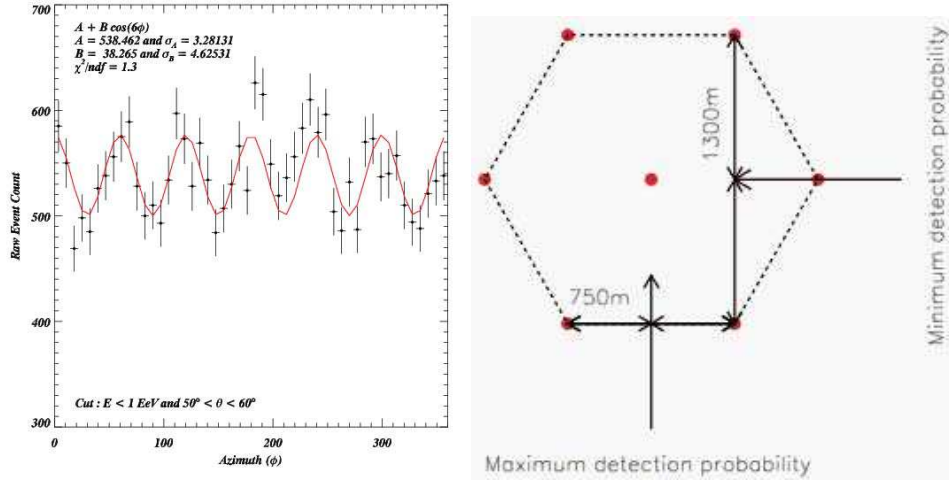 A + B cos(6ϕ)
A = 538.462 and σ_A = 3.28131
B = 38.265 and σ_B = 4.62531
χ²/ndf = 1.3
700
600
500
400
300
Raw Event Count
Cut : E < 1 EeV and 50° < θ < 60°
0 100 200 300
Azimuth (ϕ)
1300m
750m
Minimum detection probability
Maximum detection probability